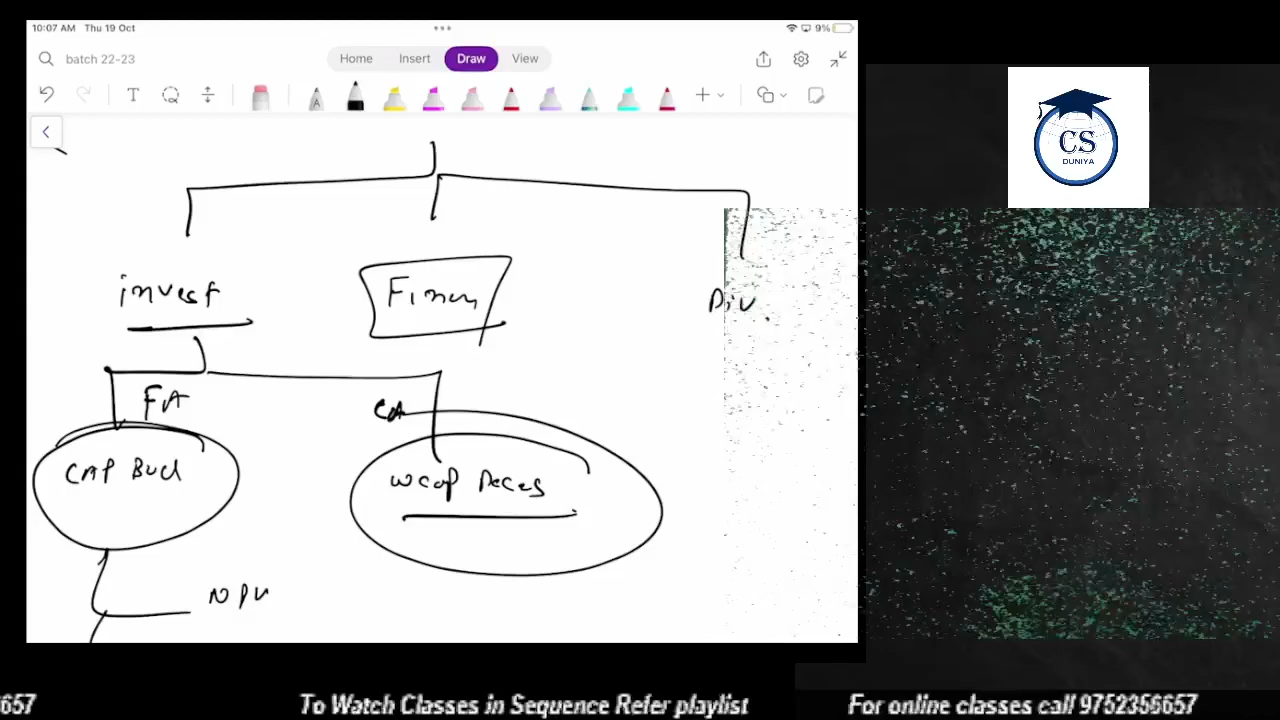 10:07 AM Thu 19 Oct
9%
batch 22-23
Home Insert Draw View
T
A
CS
DUNIYA
invest
Div.
FA
CA
CAP Bud
wcap Deces
NPV
657
To Watch Classes in Sequence Refer playlist
For online classes call 9752356657